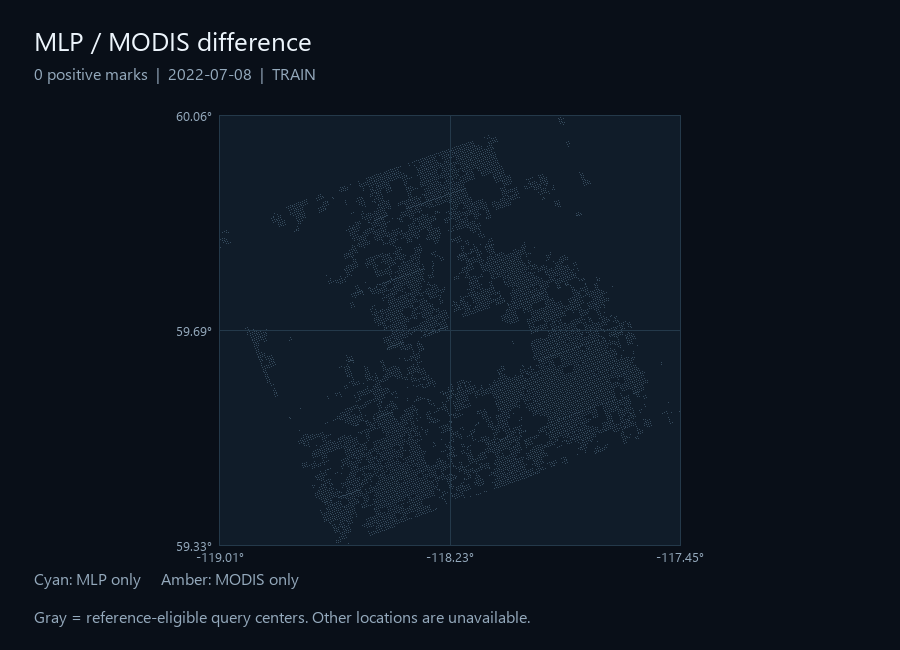 MLP / MODIS difference
0 positive marks | 2022-07-08 | TRAIN
60.06°
59.69°
59.33°
-119.01° -118.23° -117.45°
Cyan: MLP only Amber: MODIS only
Gray = reference-eligible query centers. Other locations are unavailable.